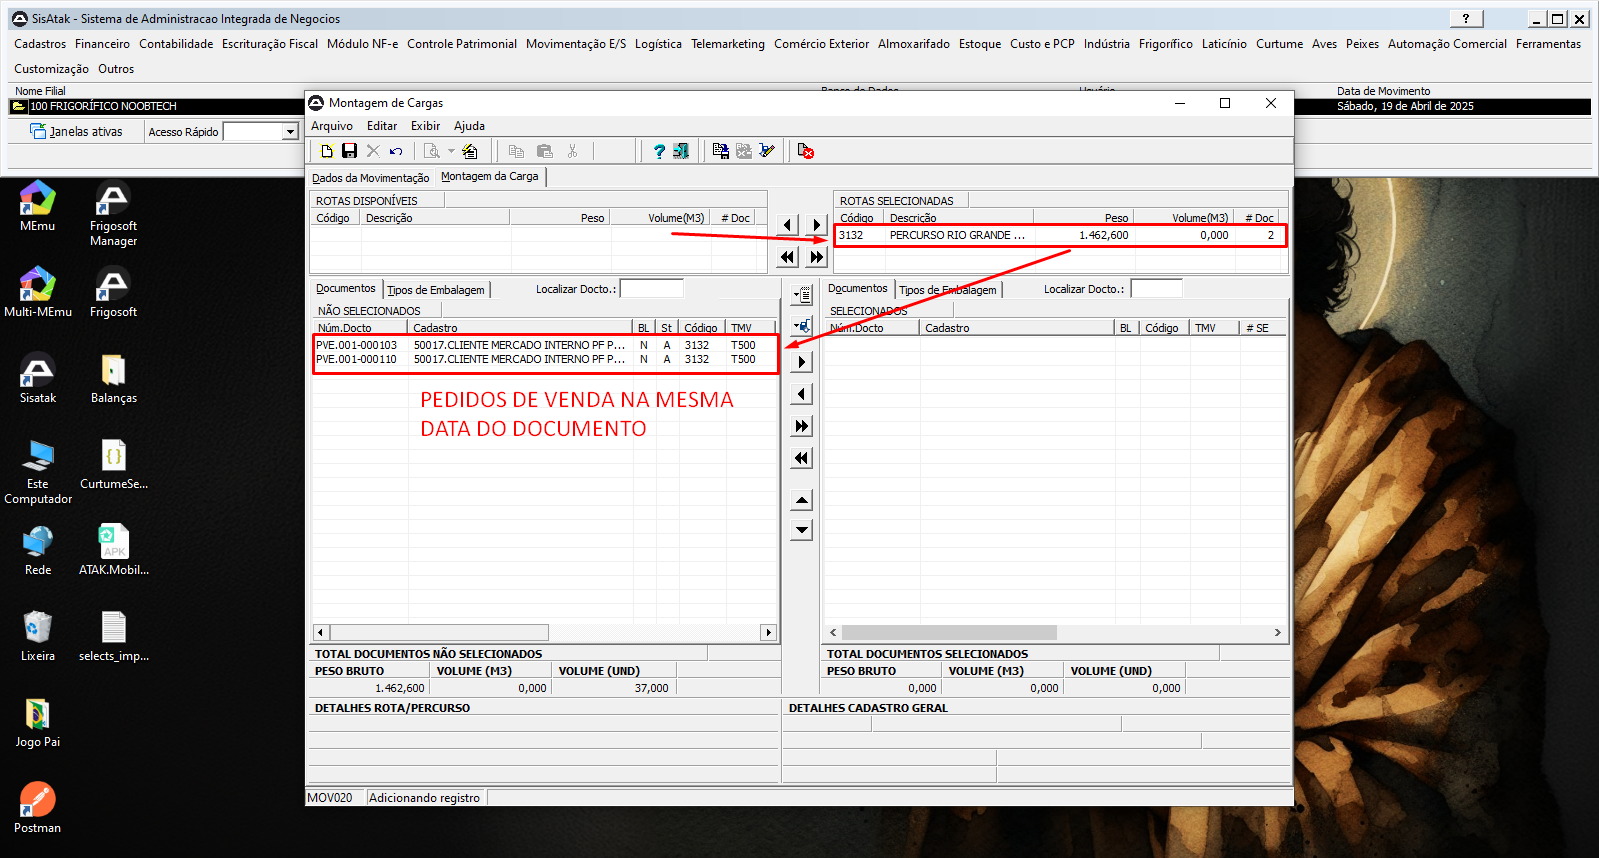 SisAtak - Sistema de Administracao Integrada de Negocios
?
Cadastros Financeiro Contabilidade Escrituração Fiscal Módulo NF-e Controle Patrimonial Movimentação E/S Logística Telemarketing Comércio Exterior Almoxarifado Estoque Custo e PCP Indústria Frigorífico Laticínio Curtume Aves Peixes Automação Comercial Ferramentas
Customização Outros
Nome Filial
Banco de Dados
Usuário
Data de Movimento
100 FRIGORÍFICO NOOBTECH
Sábado, 19 de Abril de 2025
Janelas ativas
Acesso Rápido
Montagem de Cargas
Arquivo Editar Exibir Ajuda
Dados da Movimentação Montagem da Carga
ROTAS DISPONÍVEIS
Código Descrição Peso Volume(M3) # Doc
ROTAS SELECIONADAS
Código Descrição Peso Volume(M3) # Doc
3132 PERCURSO RIO GRANDE ... 1.462,600 0,000 2
Documentos Tipos de Embalagem Localizar Docto.:
NÃO SELECIONADOS
Núm.Docto Cadastro BL St Código TMV
PVE.001-000103 50017.CLIENTE MERCADO INTERNO PF P... N A 3132 T500
PVE.001-000110 50017.CLIENTE MERCADO INTERNO PF P... N A 3132 T500
PEDIDOS DE VENDA NA MESMA
DATA DO DOCUMENTO
Documentos Tipos de Embalagem Localizar Docto.:
SELECIONADOS
Núm.Docto Cadastro BL Código TMV # SE
TOTAL DOCUMENTOS NÃO SELECIONADOS
PESO BRUTO VOLUME (M3) VOLUME (UND)
1.462,600 0,000 37,000
TOTAL DOCUMENTOS SELECIONADOS
PESO BRUTO VOLUME (M3) VOLUME (UND)
0,000 0,000 0,000
DETALHES ROTA/PERCURSO
DETALHES CADASTRO GERAL
MOV020 Adicionando registro
MEmu
Frigosoft
Manager
Multi-MEmu
Frigosoft
Sisatak
Balanças
Este
Computador
CurtumeSe...
Rede
APK
ATAK.Mobil...
Lixeira
selects_imp...
Jogo Pai
Postman